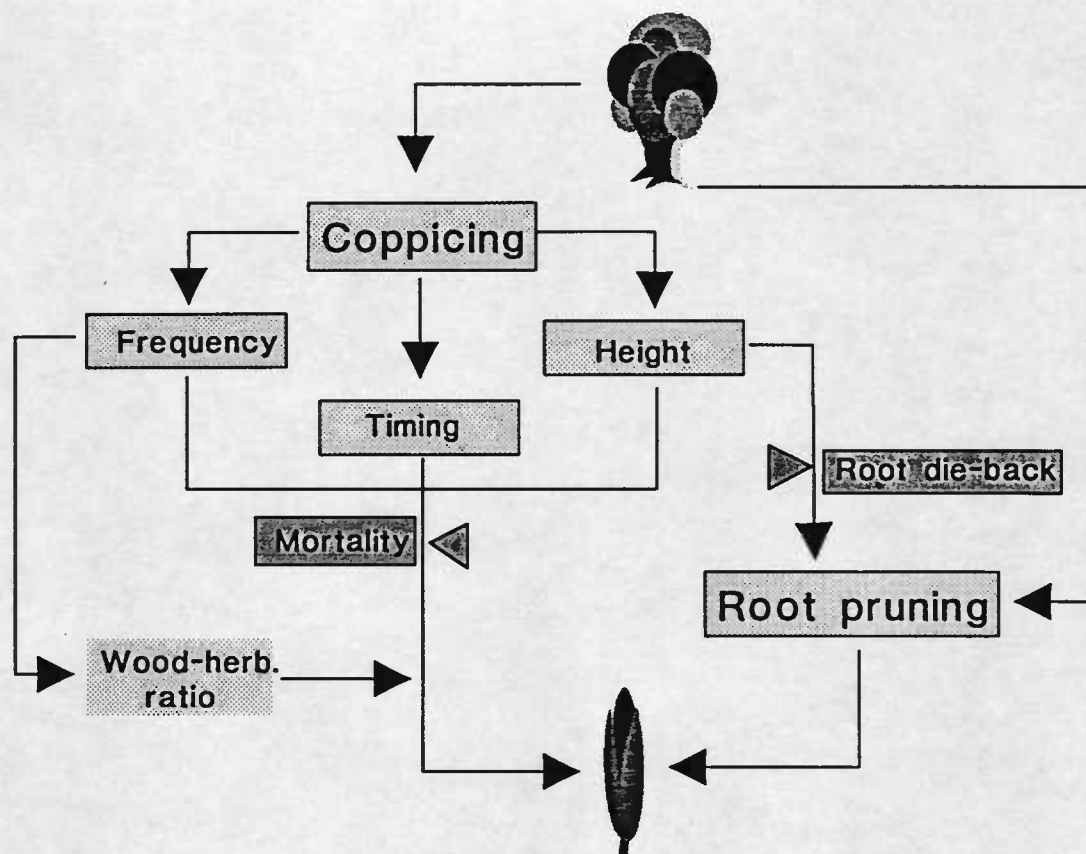 Coppicing
Frequency
Height
Timing
Root die-back
Mortality
Root pruning
Wood-herb.
ratio